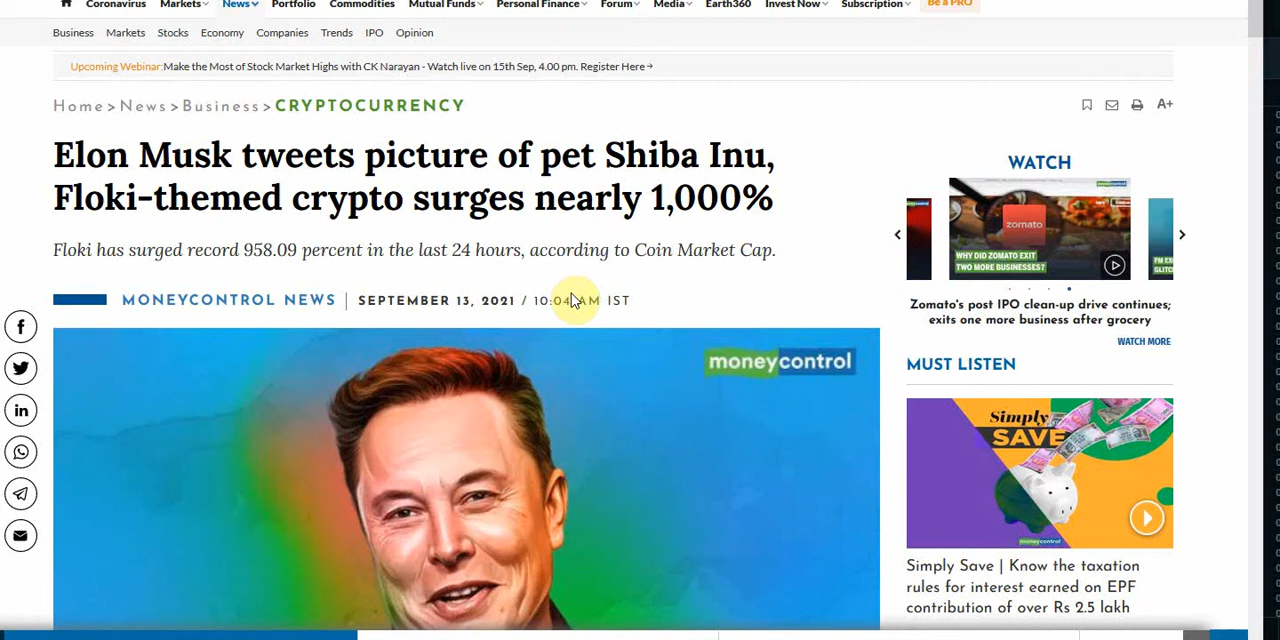 Coronavirus Markets News Portfolio Commodities Mutual Funds Personal Finance Forum Media Earth360 Invest Now Subscription Be a PRO
Business Markets Stocks Economy Companies Trends IPO Opinion
Upcoming Webinar:Make the Most of Stock Market Highs with CK Narayan - Watch live on 15th Sep, 4.00 pm. Register Here
Home > News > Business > CRYPTOCURRENCY
A+
Elon Musk tweets picture of pet Shiba Inu,
Floki-themed crypto surges nearly 1,000%
Floki has surged record 958.09 percent in the last 24 hours, according to Coin Market Cap.
MONEYCONTROL NEWS | SEPTEMBER 13, 2021 / 10:04 AM IST
moneycontrol
WATCH
zomato
WHY DID ZOMATO EXIT
TWO MORE BUSINESSES?
Zomato's post IPO clean-up drive continues;
exits one more business after grocery
WATCH MORE
MUST LISTEN
Simply
SAVE
moneycontrol
Simply Save | Know the taxation
rules for interest earned on EPF
contribution of over Rs 2.5 lakh